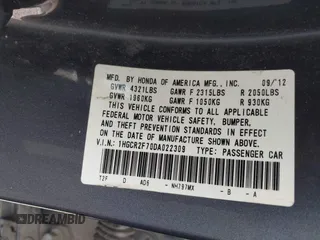 MFD. BY HONDA OF AMERICA MFG., INC. 09/12
GVWR 4321LBS GAWR F 2315LBS R 2050LBS
GVWR 1960KG GAWR F 1050KG R 930KG
THIS VEHICLE CONFORMS TO ALL APPLICABLE
FEDERAL MOTOR VEHICLE SAFETY, BUMPER,
AND THEFT PREVENTION STANDARDS IN EFFECT
ON THE DATE OF MANUFACTURE SHOWN ABOVE.
V.I.N: 1HGCR2F70DA022309 TYPE: PASSENGER CAR
T2F D A06 - NH797MX - B - A
DREAMBID